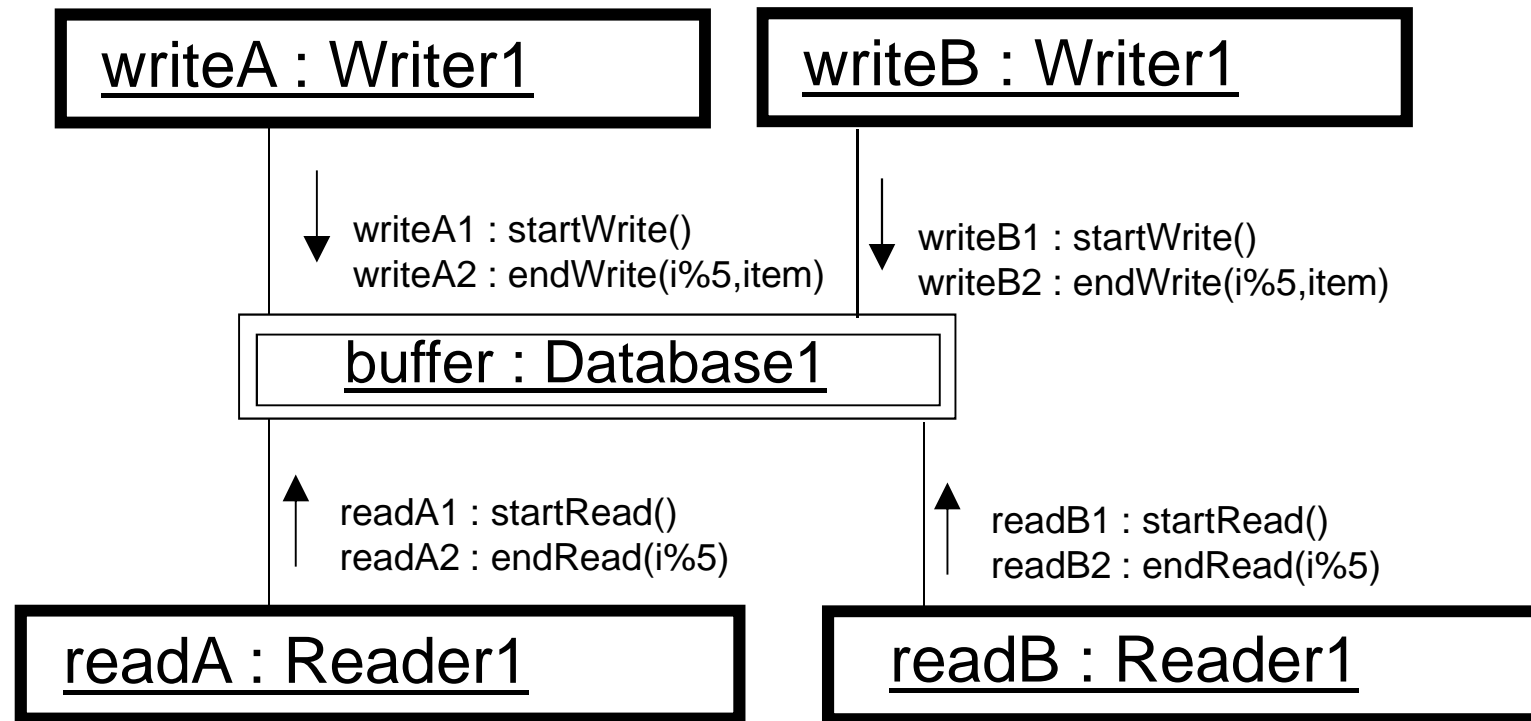 writeA : Writer1
writeB : Writer1
writeA1 : startWrite()
writeA2 : endWrite(i%5,item)
writeB1 : startWrite()
writeB2 : endWrite(i%5,item)
buffer : Database1
readA1 : startRead()
readA2 : endRead(i%5)
readB1 : startRead()
readB2 : endRead(i%5)
readA : Reader1
readB : Reader1